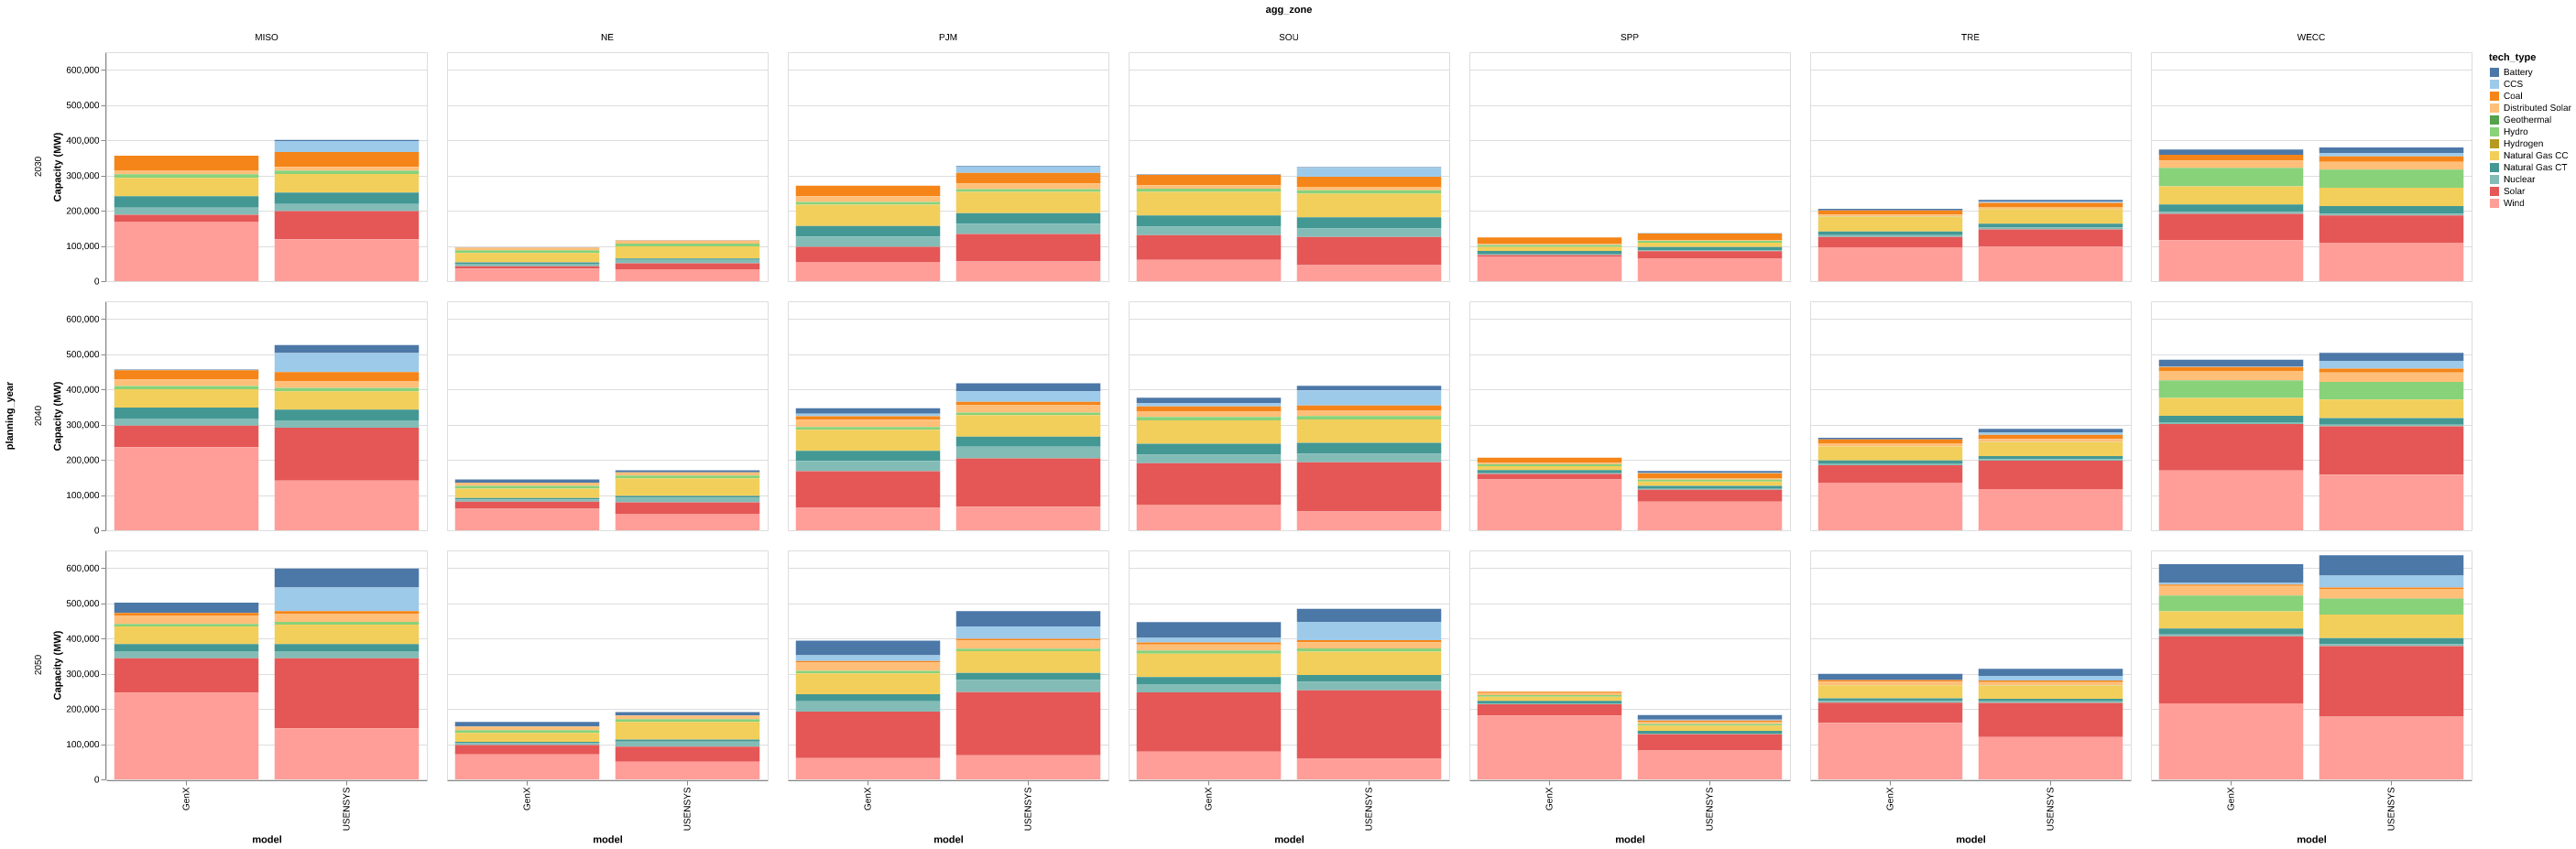 agg_zone
MISO NE PJM SOU SPP TRE WECC
planning_year
2030
Capacity (MW)
600,000
500,000
400,000
300,000
200,000
100,000
0
2040
Capacity (MW)
600,000
500,000
400,000
300,000
200,000
100,000
0
2050
Capacity (MW)
600,000
500,000
400,000
300,000
200,000
100,000
0
GenX USENSYS GenX USENSYS GenX USENSYS GenX USENSYS GenX USENSYS GenX USENSYS GenX USENSYS
model model model model model model model
tech_type
Battery
CCS
Coal
Distributed Solar
Geothermal
Hydro
Hydrogen
Natural Gas CC
Natural Gas CT
Nuclear
Solar
Wind